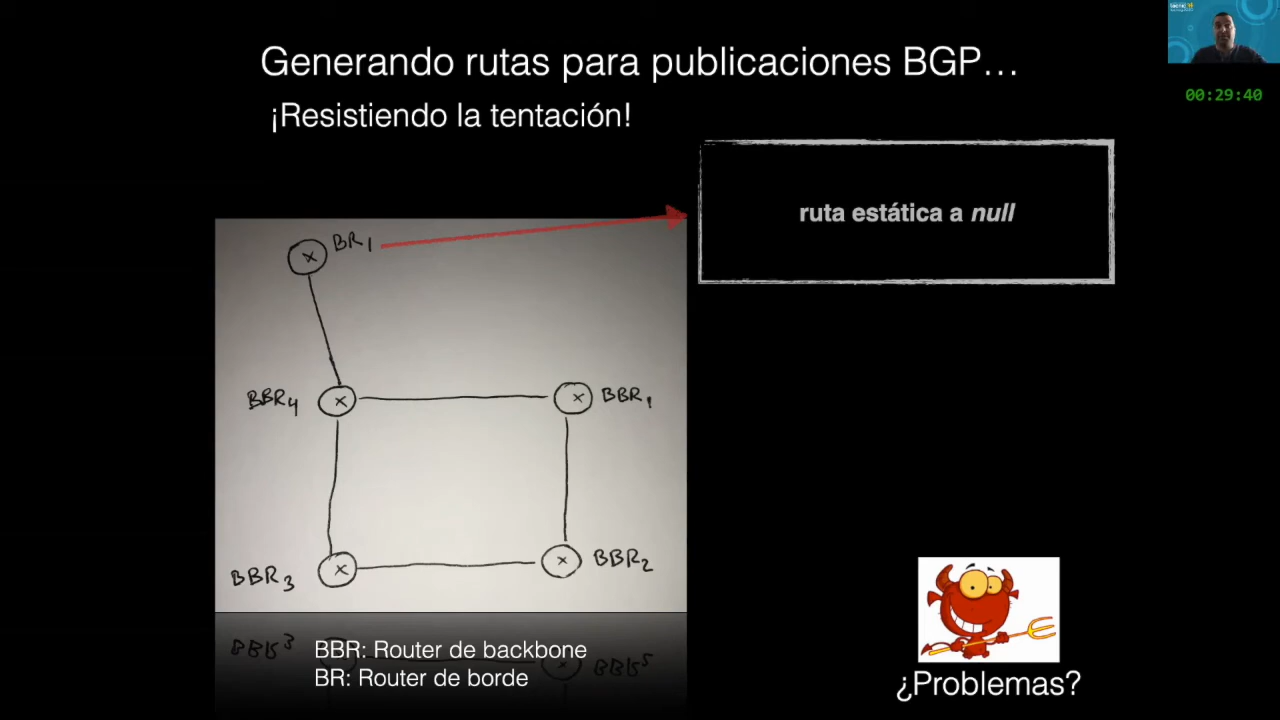 Generando rutas para publicaciones BGP...
¡Resistiendo la tentación!
00:29:40
ruta estática a null
BR1
BBR4
BBR1
BBR3
BBR2
BBR: Router de backbone
BR: Router de borde
¿Problemas?